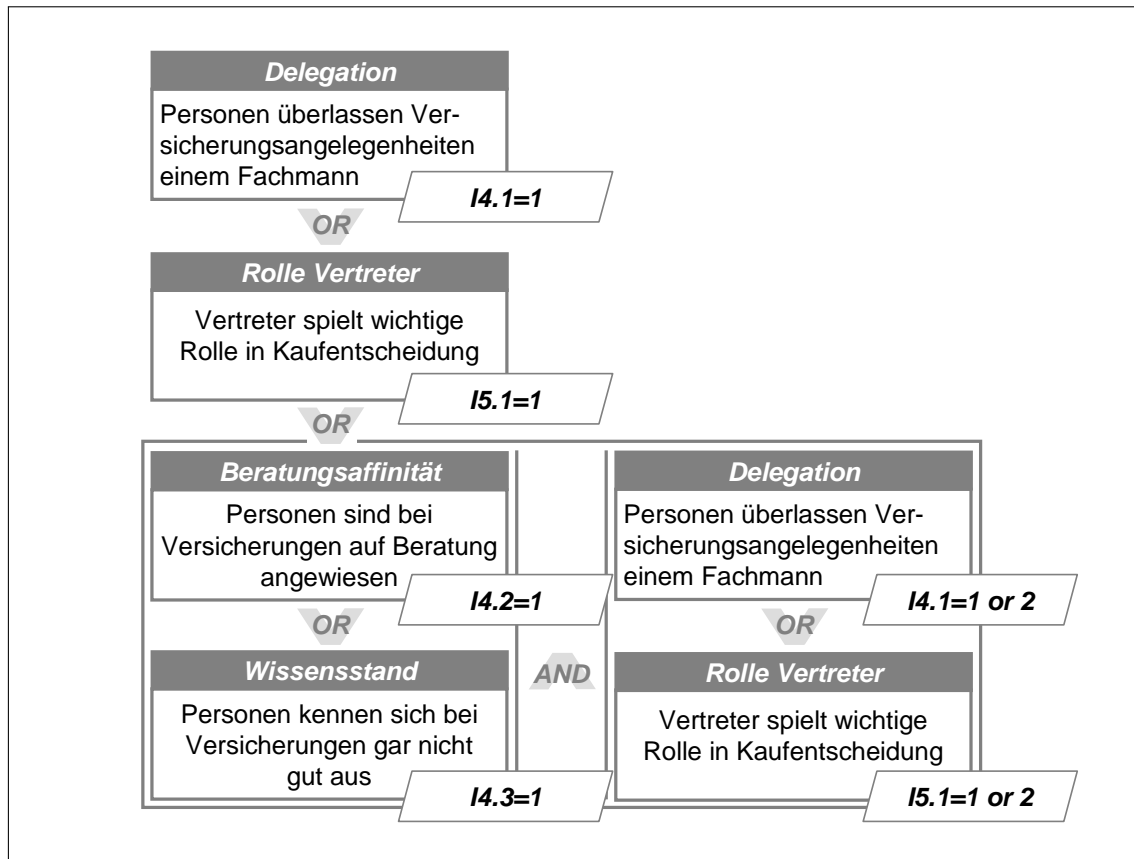 Delegation
Personen überlassen Ver-
sicherungsangelegenheiten
einem Fachmann
I4.1=1
OR
Rolle Vertreter
Vertreter spielt wichtige
Rolle in Kaufentscheidung
I5.1=1
OR
Beratungsaffinität
Personen sind bei
Versicherungen auf Beratung
angewiesen
I4.2=1
OR
Wissensstand
Personen kennen sich bei
Versicherungen gar nicht
gut aus
I4.3=1
AND
Delegation
Personen überlassen Ver-
sicherungsangelegenheiten
einem Fachmann
I4.1=1 or 2
OR
Rolle Vertreter
Vertreter spielt wichtige
Rolle in Kaufentscheidung
I5.1=1 or 2